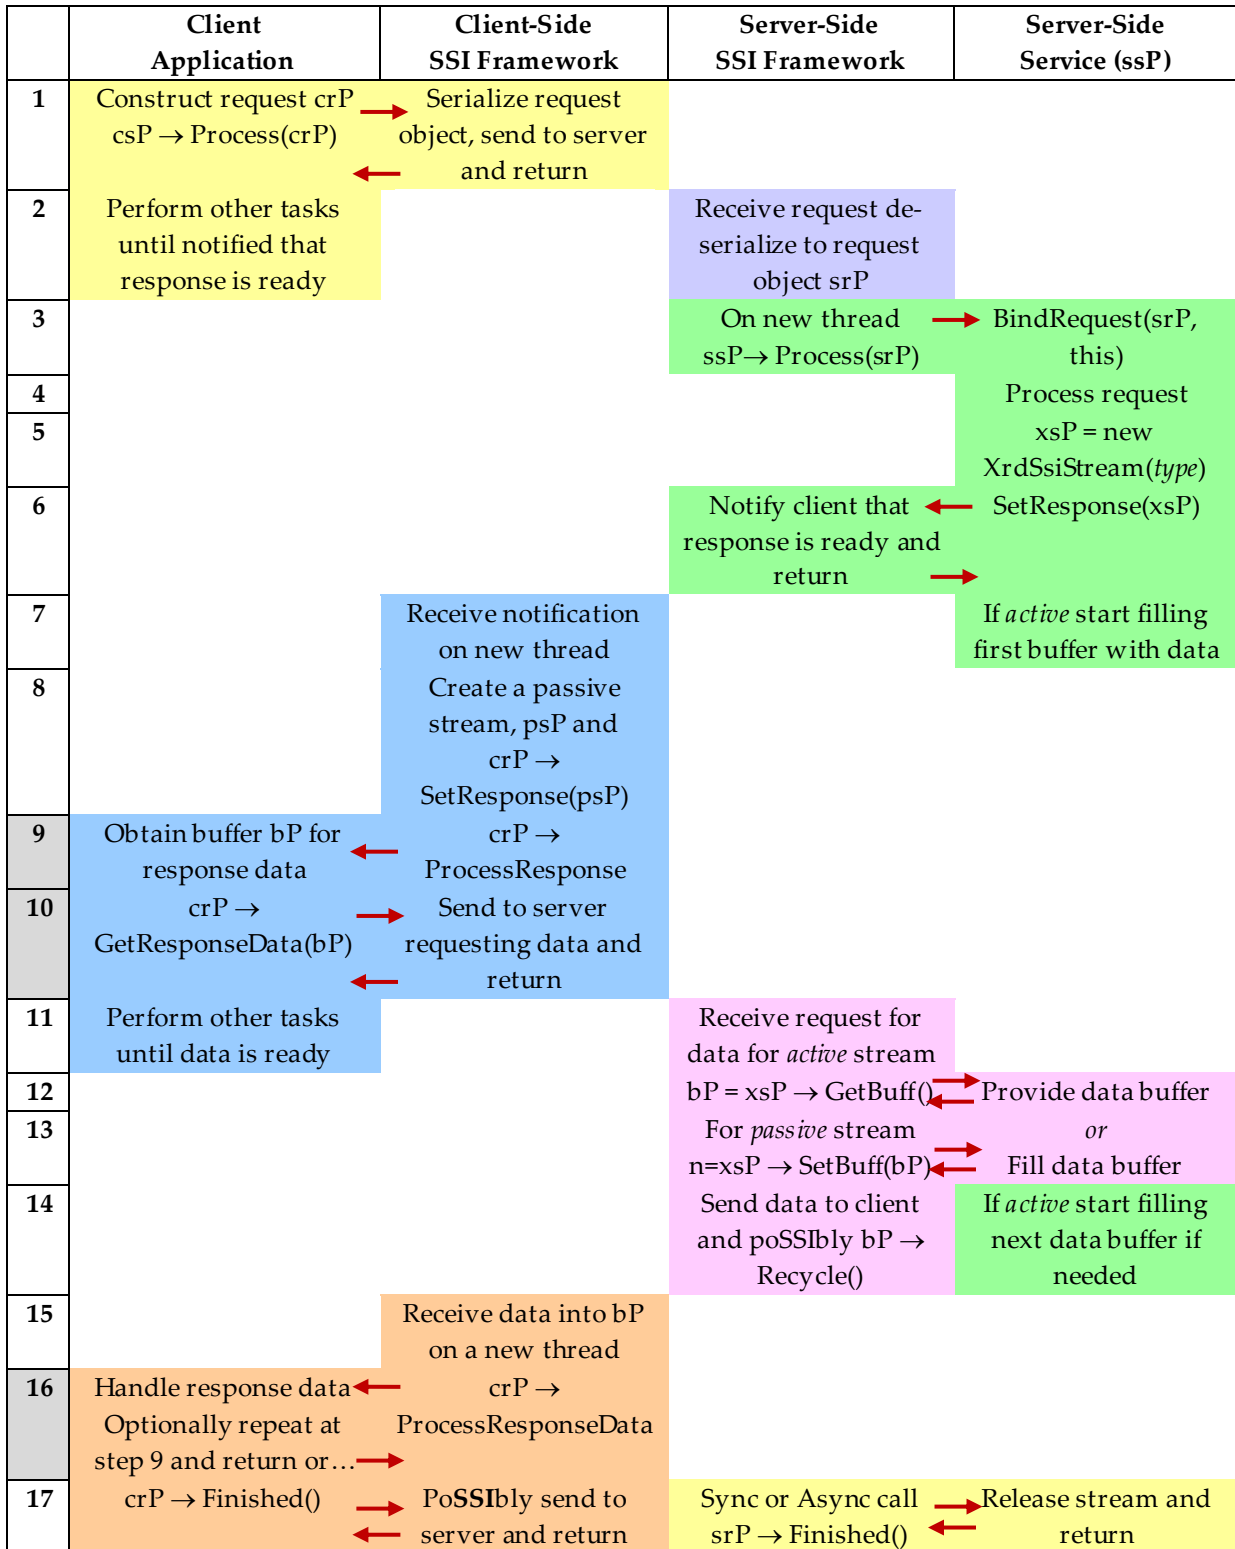 Client Application
Client-Side SSI Framework
Server-Side SSI Framework
Server-Side Service (ssP)
1
Construct request crP
csP → Process(crP)
Serialize request
object, send to server
and return
2
Perform other tasks
until notified that
response is ready
Receive request de-
serialize to request
object srP
3
On new thread
ssP→ Process(srP)
BindRequest(srP,
this)
4
Process request
5
xsP = new
XrdSsiStream(type)
6
Notify client that
response is ready and
return
SetResponse(xsP)
7
Receive notification
on new thread
If active start filling
first buffer with data
8
Create a passive
stream, psP and
crP →
SetResponse(psP)
9
Obtain buffer bP for
response data
crP →
ProcessResponse
10
crP →
GetResponseData(bP)
Send to server
requesting data and
return
11
Perform other tasks
until data is ready
Receive request for
data for active stream
12
bP = xsP → GetBuff()
Provide data buffer
13
For passive stream
n=xsP → SetBuff(bP)
or
Fill data buffer
14
Send data to client
and poSSIbly bP →
Recycle()
If active start filling
next data buffer if
needed
15
Receive data into bP
on a new thread
16
Handle response data
Optionally repeat at
step 9 and return or…
crP →
ProcessResponseData
17
crP → Finished()
PoSSIbly send to
server and return
Sync or Async call
srP → Finished()
Release stream and
return